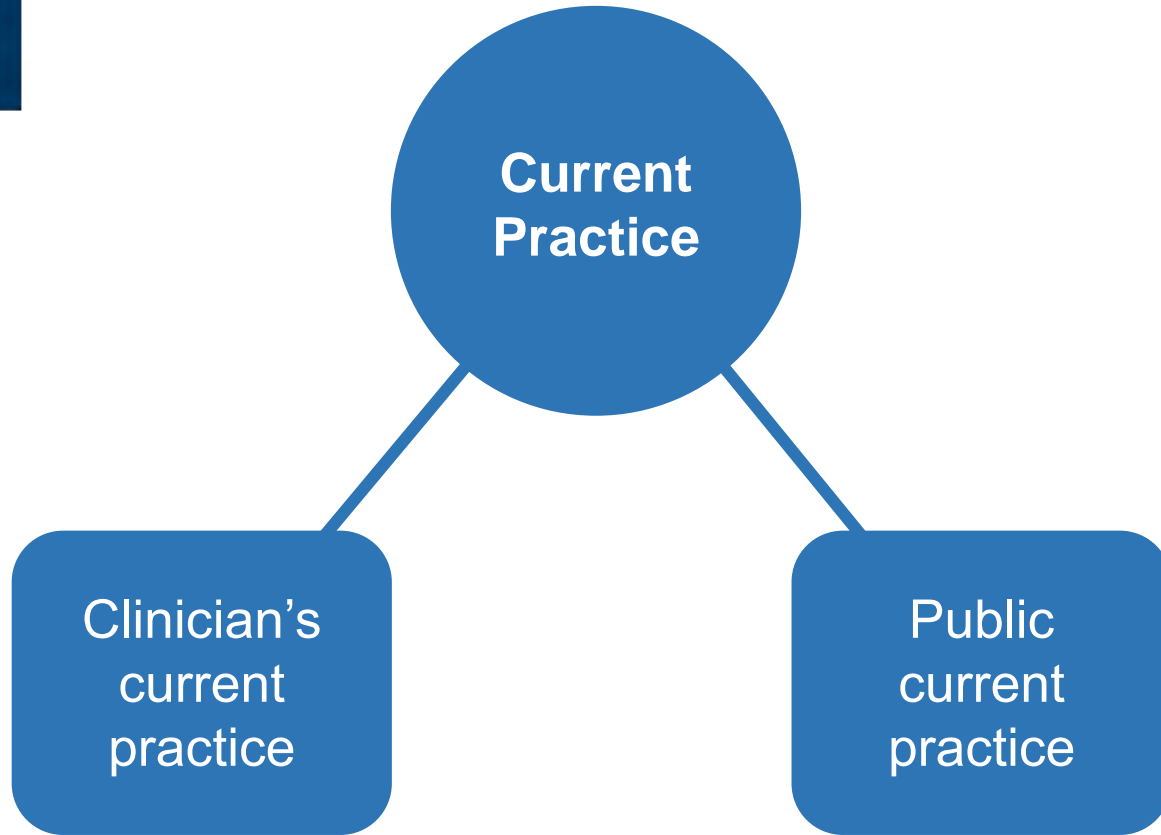 Current
Practice
Clinician’s
current
practice
Public
current
practice